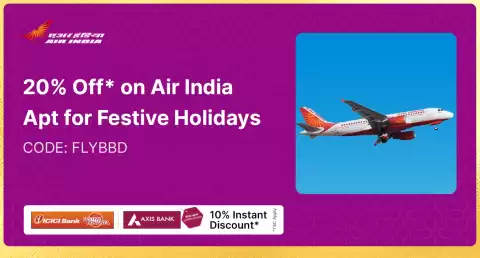 एअर इंडिया
AIR INDIA
20% Off* on Air India
Apt for Festive Holidays
CODE: FLYBBD
ICICI Bank
AXIS BANK
10% Instant
Discount*